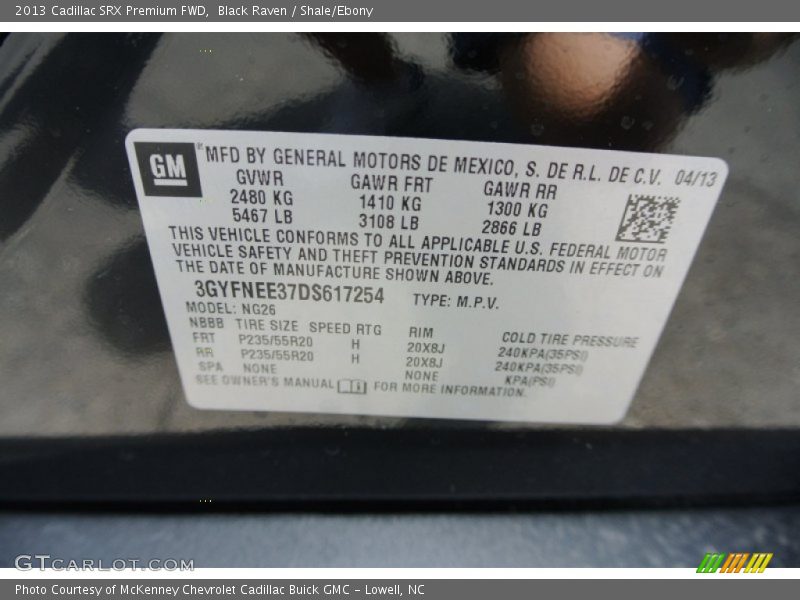 2013 Cadillac SRX Premium FWD, Black Raven / Shale/Ebony
GM ® MFD BY GENERAL MOTORS DE MEXICO, S. DE R.L. DE C.V. 04/13
GVWR GAWR FRT GAWR RR
2480 KG 1410 KG 1300 KG
5467 LB 3108 LB 2866 LB
THIS VEHICLE CONFORMS TO ALL APPLICABLE U.S. FEDERAL MOTOR
VEHICLE SAFETY AND THEFT PREVENTION STANDARDS IN EFFECT ON
THE DATE OF MANUFACTURE SHOWN ABOVE.
3GYFNEE37DS617254 TYPE: M.P.V.
MODEL: NG26
NBBB TIRE SIZE SPEED RTG RIM COLD TIRE PRESSURE
FRT P235/55R20 H 20X8J 240KPA(35PSI)
RR P235/55R20 H 20X8J 240KPA(35PSI)
SPA NONE NONE KPA(PSI)
SEE OWNER'S MANUAL i FOR MORE INFORMATION.
GTCARLOT.COM
Photo Courtesy of McKenney Chevrolet Cadillac Buick GMC – Lowell, NC